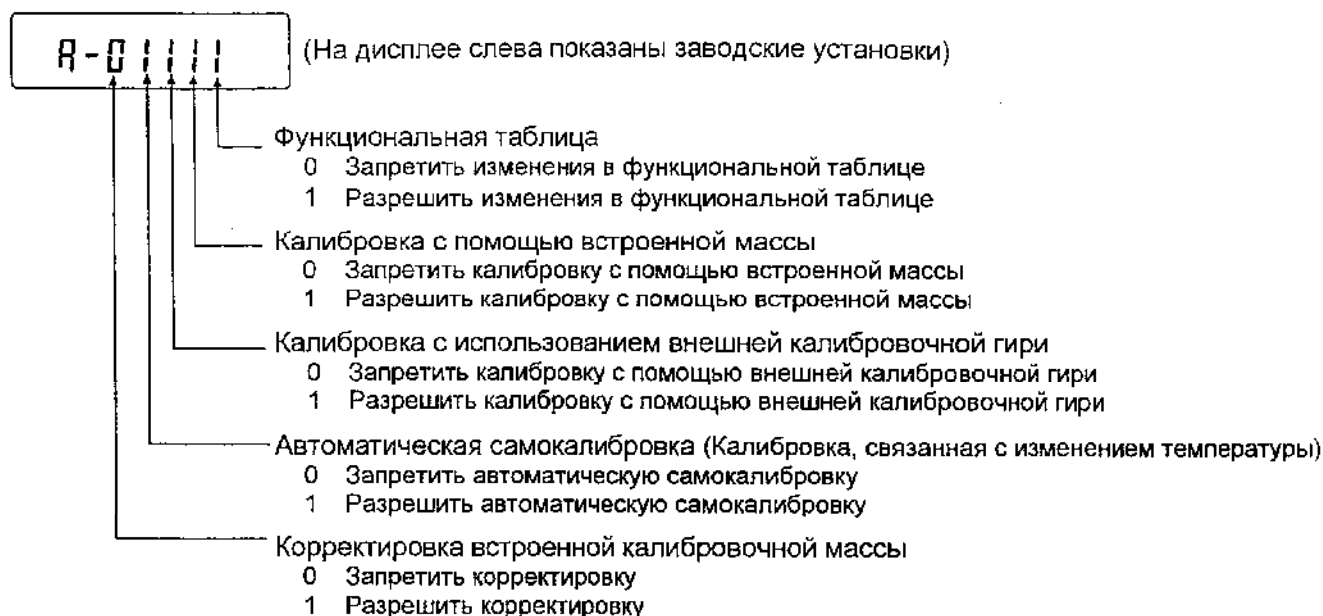 A-01111 (На дисплее слева показаны заводские установки)
Функциональная таблица
0 Запретить изменения в функциональной таблице
1 Разрешить изменения в функциональной таблице
Калибровка с помощью встроенной массы
0 Запретить калибровку с помощью встроенной массы
1 Разрешить калибровку с помощью встроенной массы
Калибровка с использованием внешней калибровочной гири
0 Запретить калибровку с помощью внешней калибровочной гири
1 Разрешить калибровку с помощью внешней калибровочной гири
Автоматическая самокалибровка (Калибровка, связанная с изменением температуры)
0 Запретить автоматическую самокалибровку
1 Разрешить автоматическую самокалибровку
Корректировка встроенной калибровочной массы
0 Запретить корректировку
1 Разрешить корректировку